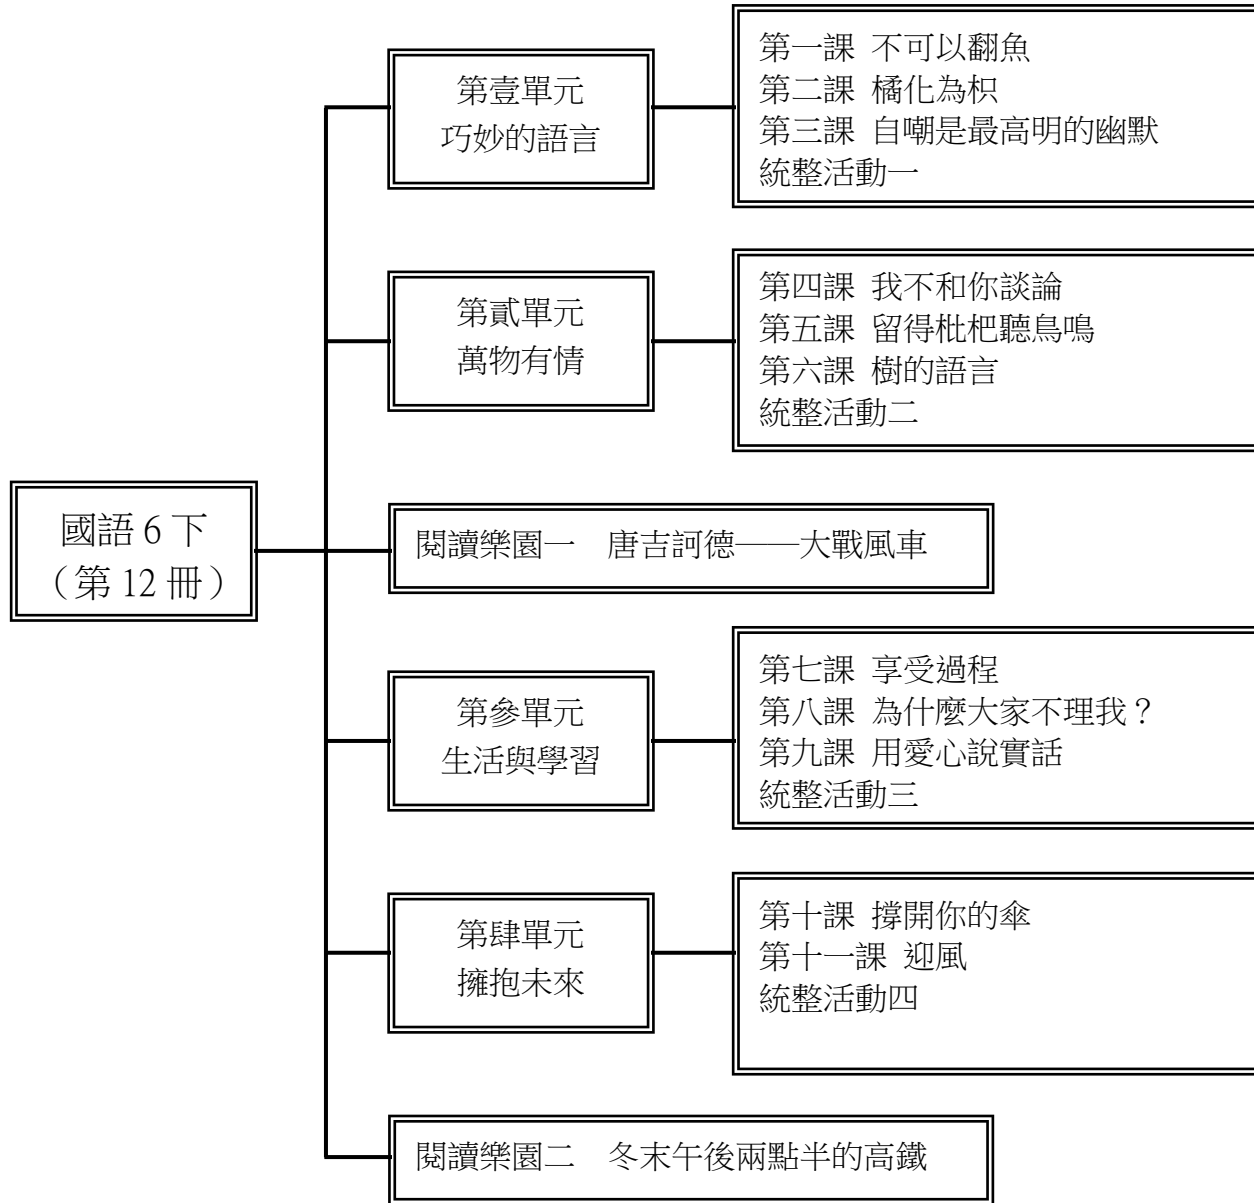 國語 6 下
（第 12 冊）
第壹單元
巧妙的語言
第一課 不可以翻魚
第二課 橘化為枳
第三課 自嘲是最高明的幽默
統整活動一
第貳單元
萬物有情
第四課 我不和你談論
第五課 留得枇杷聽鳥鳴
第六課 樹的語言
統整活動二
閱讀樂園一 唐吉訶德——大戰風車
第參單元
生活與學習
第七課 享受過程
第八課 為什麼大家不理我？
第九課 用愛心說實話
統整活動三
第肆單元
擁抱未來
第十課 撐開你的傘
第十一課 迎風
統整活動四
閱讀樂園二 冬末午後兩點半的高鐵